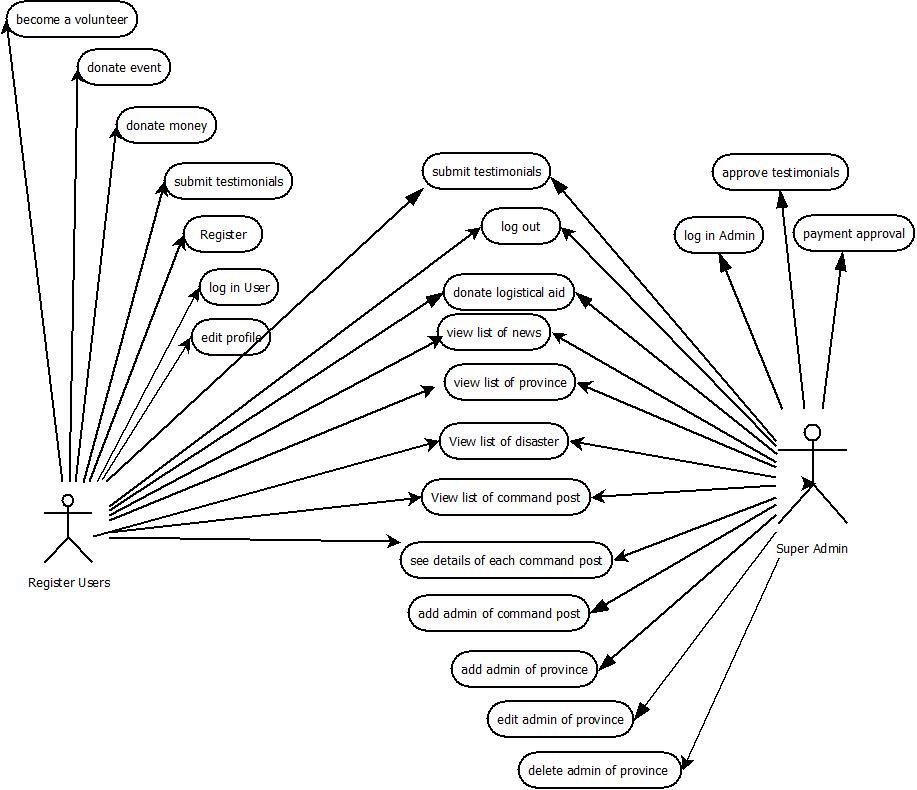 become a volunteer
donate event
donate money
submit testimonials
Register
log in User
edit profile
submit testimonials
log out
donate logistical aid
view list of news
view list of province
View list of disaster
View list of command post
see details of each command post
add admin of command post
add admin of province
edit admin of province
delete admin of province
approve testimonials
log in Admin
payment approval
Register Users
Super Admin